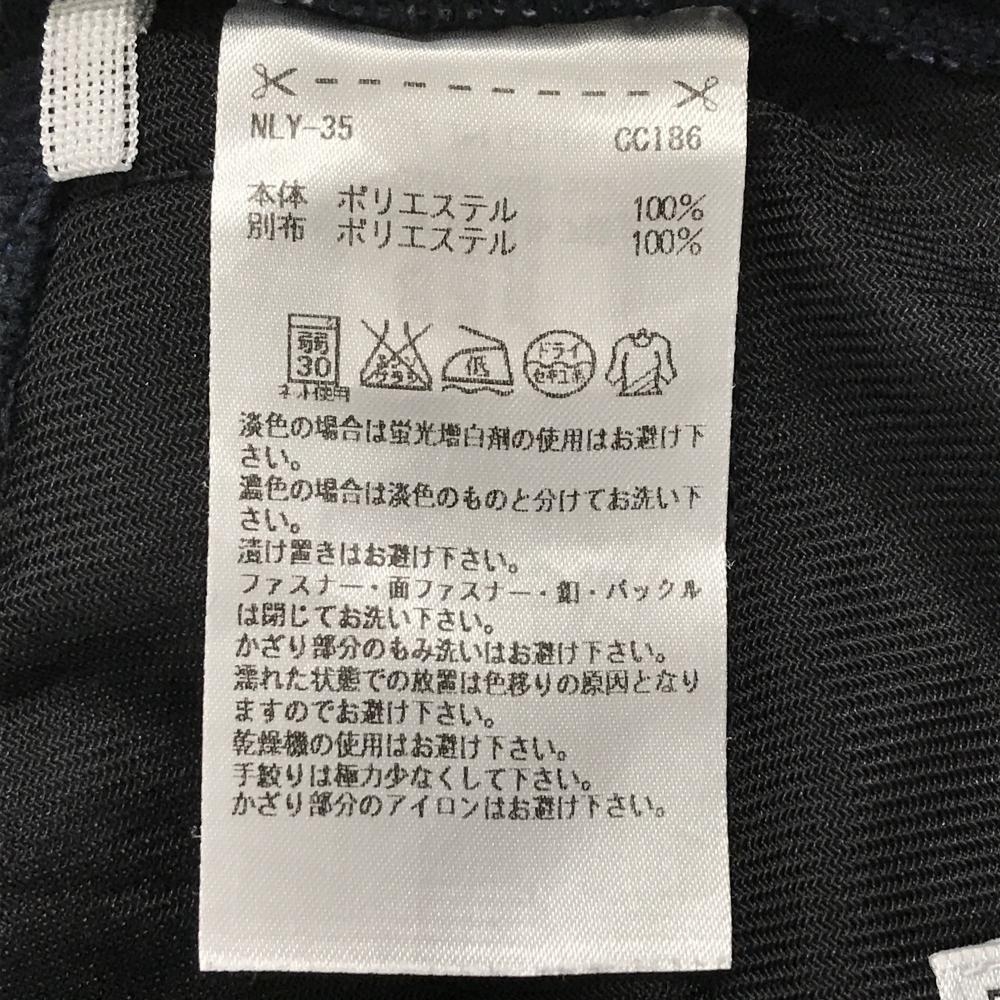 NLY-35 CC186
本体 ポリエステル 100%
別布 ポリエステル 100%
弱
30
ネット使用
エンソ
サラシ
低
ドライ
セキユ系
淡色の場合は蛍光増白剤の使用はお避け下
さい。
濃色の場合は淡色のものと分けてお洗い下
さい。
漬け置きはお避け下さい。
ファスナー・面ファスナー・釦・バックル
は閉じてお洗い下さい。
かざり部分のもみ洗いはお避け下さい。
濡れた状態での放置は色移りの原因となり
ますのでお避け下さい。
乾燥機の使用はお避け下さい。
手絞りは極力少なくして下さい。
かざり部分のアイロンはお避け下さい。